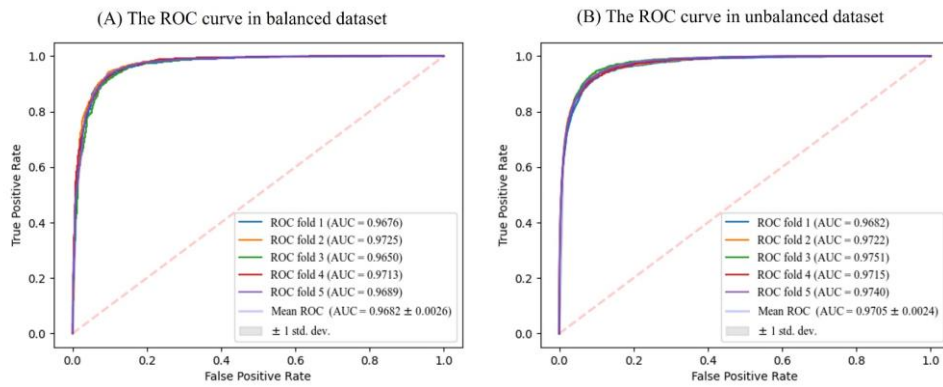 (A) The ROC curve in balanced dataset
1.0
0.8
0.6
0.4
0.2
0.0
True Positive Rate
ROC fold 1 (AUC = 0.9676)
ROC fold 2 (AUC = 0.9725)
ROC fold 3 (AUC = 0.9650)
ROC fold 4 (AUC = 0.9713)
ROC fold 5 (AUC = 0.9689)
Mean ROC (AUC = 0.9682 ± 0.0026)
± 1 std. dev.
0.0 0.2 0.4 0.6 0.8 1.0
False Positive Rate
(B) The ROC curve in unbalanced dataset
1.0
0.8
0.6
0.4
0.2
0.0
True Positive Rate
ROC fold 1 (AUC = 0.9682)
ROC fold 2 (AUC = 0.9722)
ROC fold 3 (AUC = 0.9751)
ROC fold 4 (AUC = 0.9715)
ROC fold 5 (AUC = 0.9740)
Mean ROC (AUC = 0.9705 ± 0.0024)
± 1 std. dev.
0.0 0.2 0.4 0.6 0.8 1.0
False Positive Rate